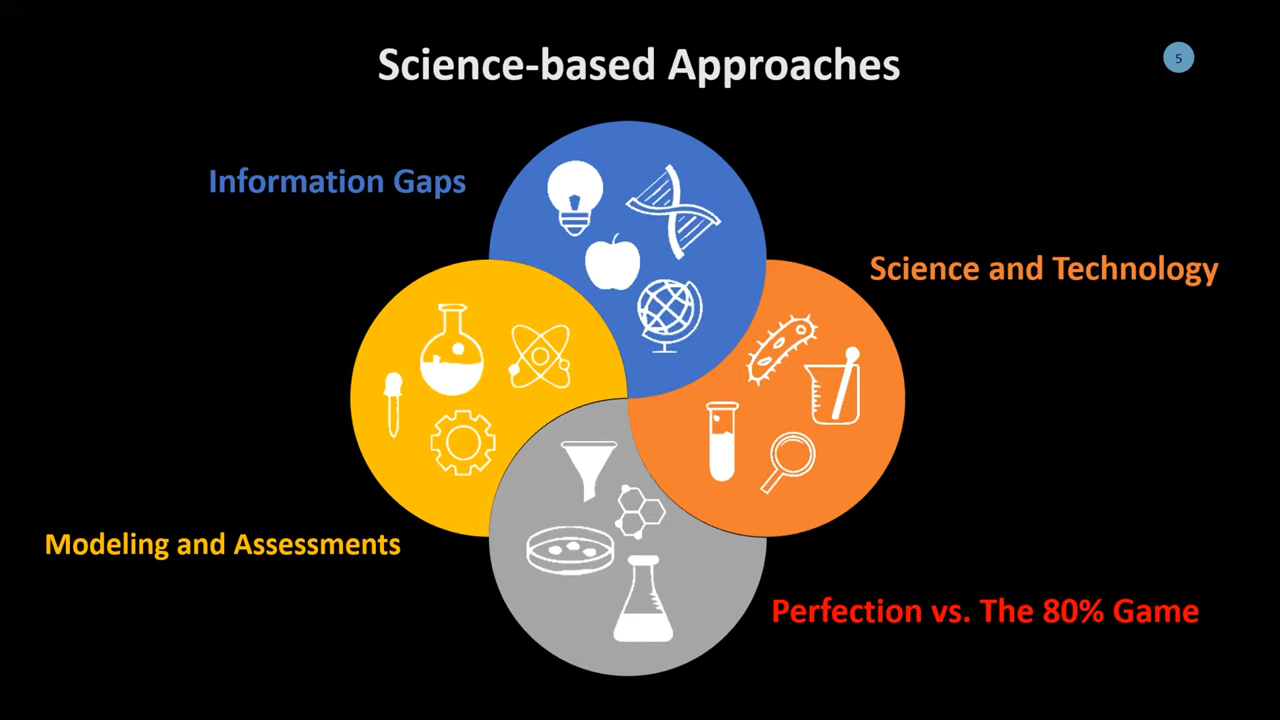 Science-based Approaches
5
Information Gaps
Science and Technology
Modeling and Assessments
Perfection vs. The 80% Game